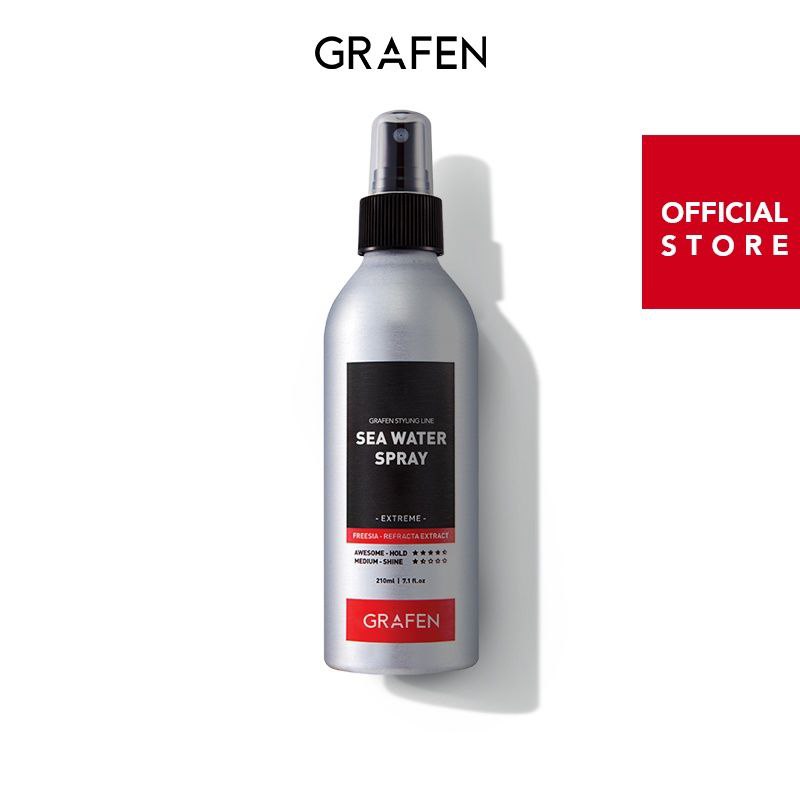 GRAFEN
OFFICIAL
STORE
GRAFEN STYLING LINE
SEA WATER
SPRAY
- EXTREME -
FREESIA - REFRACTA EXTRACT
AWESOME - HOLD ★★★★⯪
MEDIUM - SHINE ★⯪☆☆☆
210ml | 7.1 fl.oz
GRAFEN